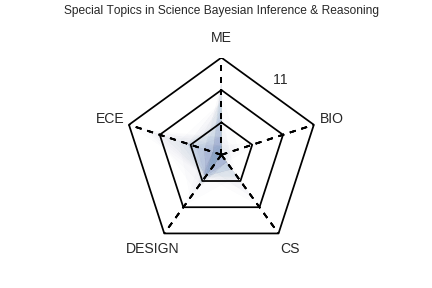 Special Topics in Science Bayesian Inference & Reasoning
ME
11
ECE
BIO
DESIGN
CS